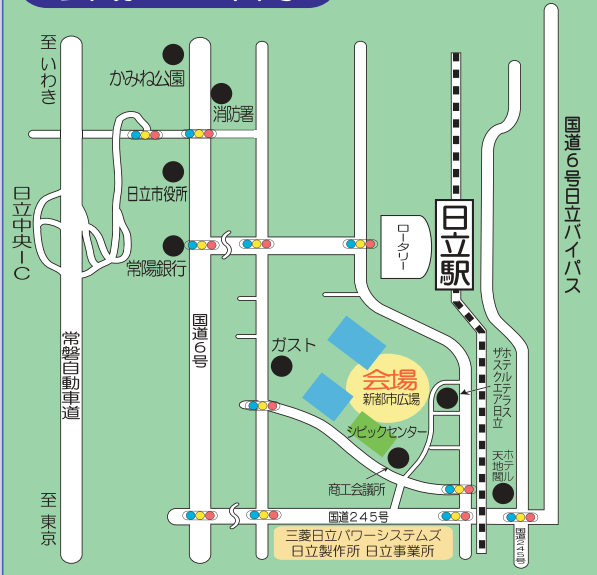 至 いわき
かみね公園
消防署
国道6号日立バイパス
日立市役所
日立中央IC
ロータリー
日立駅
常陽銀行
国道6号
常磐自動車道
ガスト
会場
新都市広場
ホテルテラス
ザスクエア日立
シビックセンター
商工会議所
ホテル
天地閣
至 東京
国道245号
国道245号
三菱日立パワーシステムズ
日立製作所 日立事業所